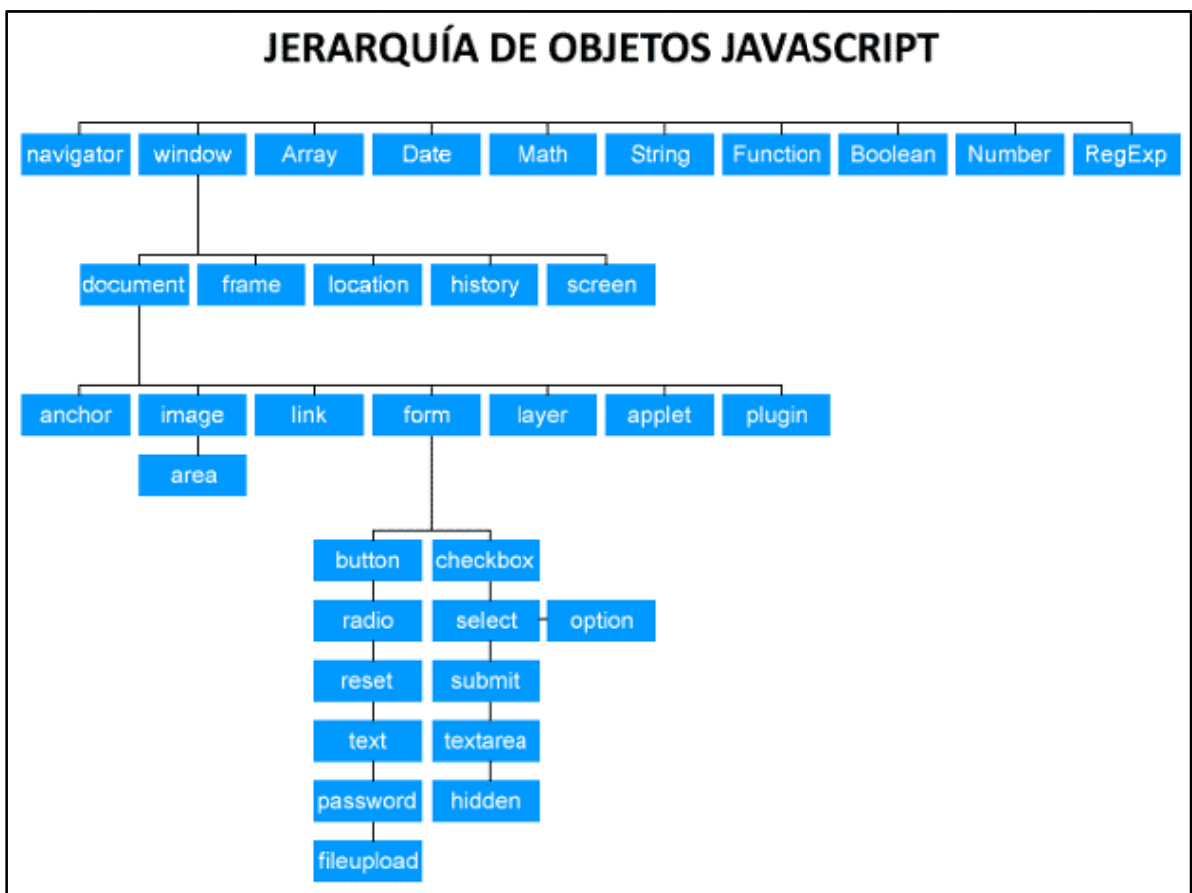 JERARQUÍA DE OBJETOS JAVASCRIPT
navigator window Array Date Math String Function Boolean Number RegExp
document frame location history screen
anchor image link form layer applet plugin
area
button checkbox
radio select option
reset submit
text textarea
password hidden
fileupload